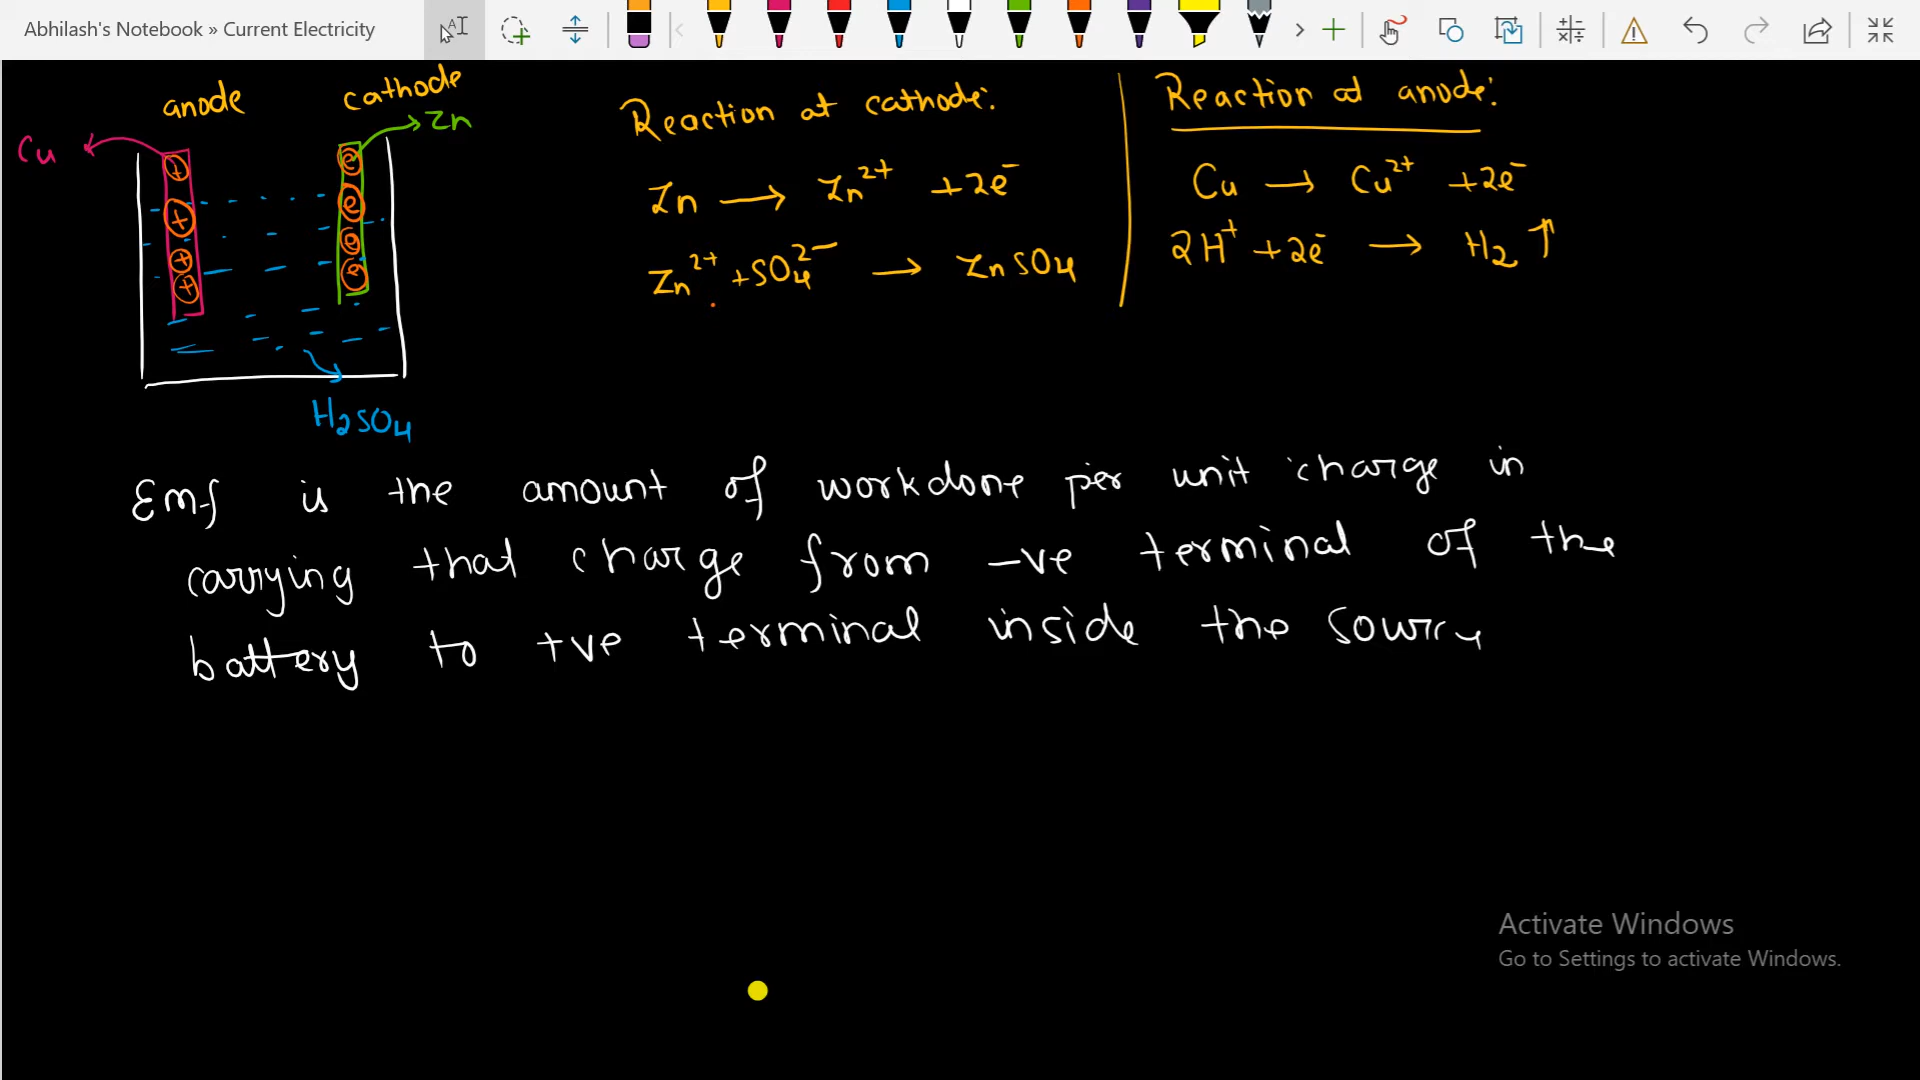 Abhilash's Notebook » Current Electricity
anode
cathode
Cu
Zn
H₂SO₄
Reaction at cathode:
Zn → Zn²⁺ + 2e⁻
Zn²⁺ + SO₄²⁻ → ZnSO₄
Reaction at anode:
Cu → Cu²⁺ + 2e⁻
2H⁺ + 2e⁻ → H₂ ↑
Emf is the amount of workdone per unit charge in
carrying that charge from -ve terminal of the
battery to +ve terminal inside the source
Activate Windows
Go to Settings to activate Windows.